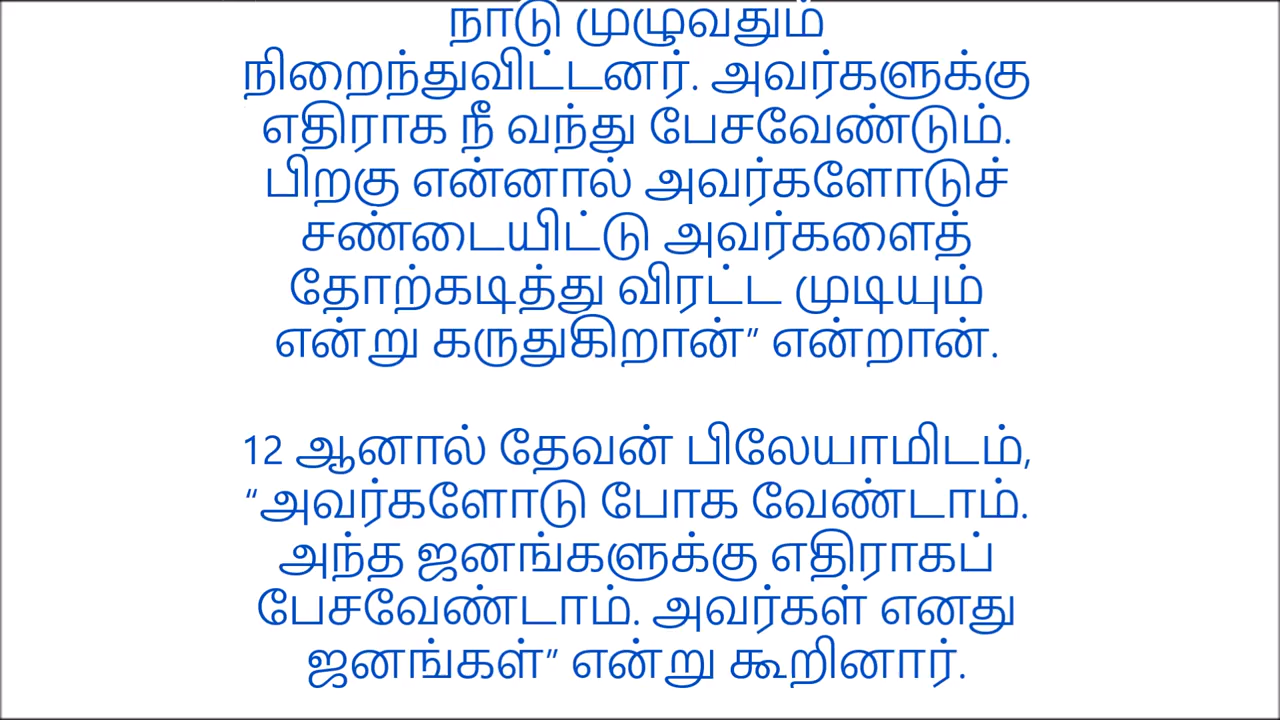 நாடு முழுவதும்
நிறைந்துவிட்டனர். அவர்களுக்கு
எதிராக நீ வந்து பேசவேண்டும்.
பிறகு என்னால் அவர்களோடுச்
சண்டையிட்டு அவர்களைத்
தோற்கடித்து விரட்ட முடியும்
என்று கருதுகிறான்” என்றான்.
12 ஆனால் தேவன் பிலேயாமிடம்,
“அவர்களோடு போக வேண்டாம்.
அந்த ஜனங்களுக்கு எதிராகப்
பேசவேண்டாம். அவர்கள் எனது
ஜனங்கள்” என்று கூறினார்.